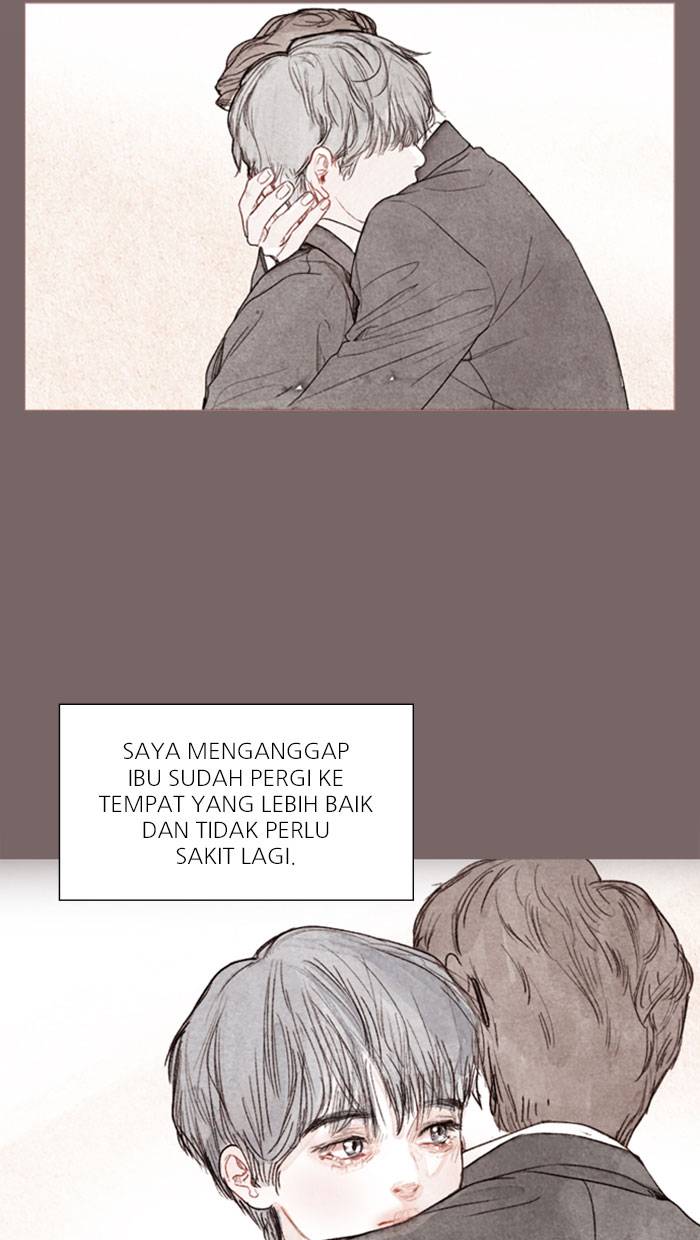 SAYA MENGANGGAP
IBU SUDAH PERGI KE
TEMPAT YANG LEBIH BAIK
DAN TIDAK PERLU
SAKIT LAGI.